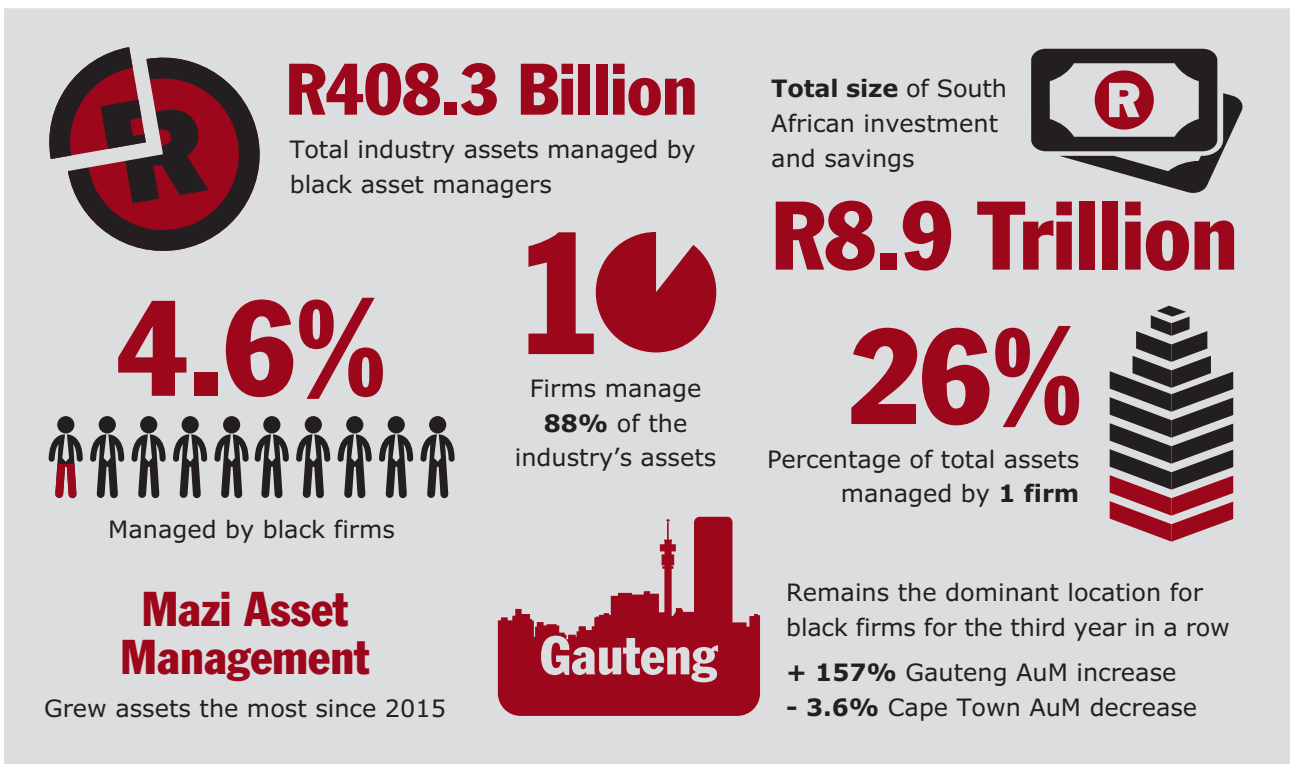 R
R408.3 Billion
Total industry assets managed by
black asset managers
Total size of South
African investment
and savings
R
R8.9 Trillion
4.6%
Managed by black firms
10
Firms manage
88% of the
industry's assets
26%
Percentage of total assets
managed by 1 firm
Mazi Asset
Management
Grew assets the most since 2015
Gauteng
Remains the dominant location for
black firms for the third year in a row
+ 157% Gauteng AuM increase
- 3.6% Cape Town AuM decrease